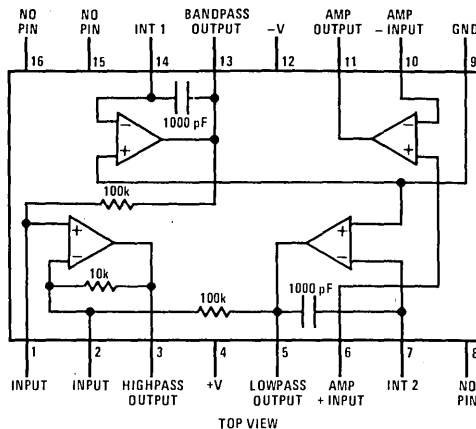 NO PIN
NO PIN
INT 1
BANDPASS OUTPUT
–V
AMP OUTPUT
AMP – INPUT
GND
16 15 14 13 12 11 10 9
1000 pF
–
+
–
+
100k
+
–
+
–
10k
100k
1000 pF
1 2 3 4 5 6 7 8
INPUT
INPUT
HIGHPASS OUTPUT
+V
LOWPASS OUTPUT
AMP + INPUT
INT 2
NO PIN
TOP VIEW